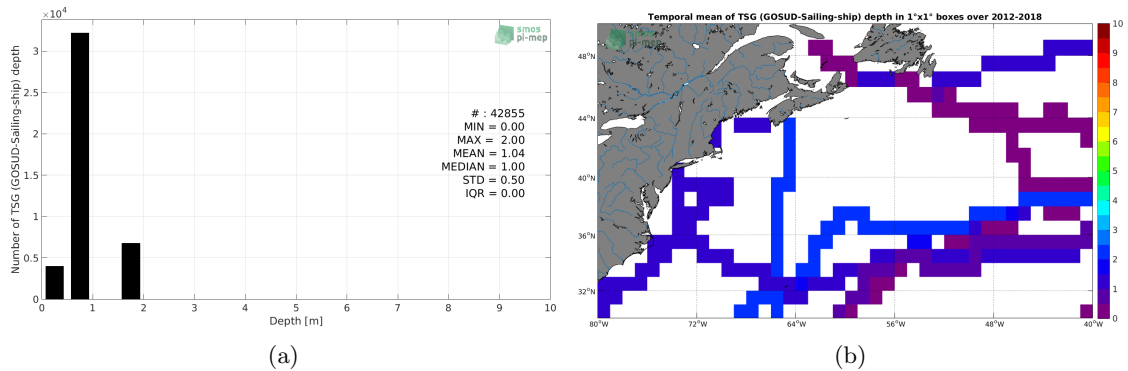 ×10⁴
smos
pi-mep
Number of TSG (GOSUD-Sailing-ship) depth
3
2.5
2
1.5
1
0.5
0
# : 42855
MIN = 0.00
MAX = 2.00
MEAN = 1.04
MEDIAN = 1.00
STD = 0.50
IQR = 0.00
0 1 2 3 4 5 6 7 8 9 10
Depth [m]
(a)
Temporal mean of TSG (GOSUD-Sailing-ship) depth in 1°x1° boxes over 2012-2018
smos
pi-mep
48°N
44°N
40°N
36°N
32°N
80°W 72°W 64°W 56°W 48°W 40°W
10
9
8
7
6
5
4
3
2
1
0
(b)